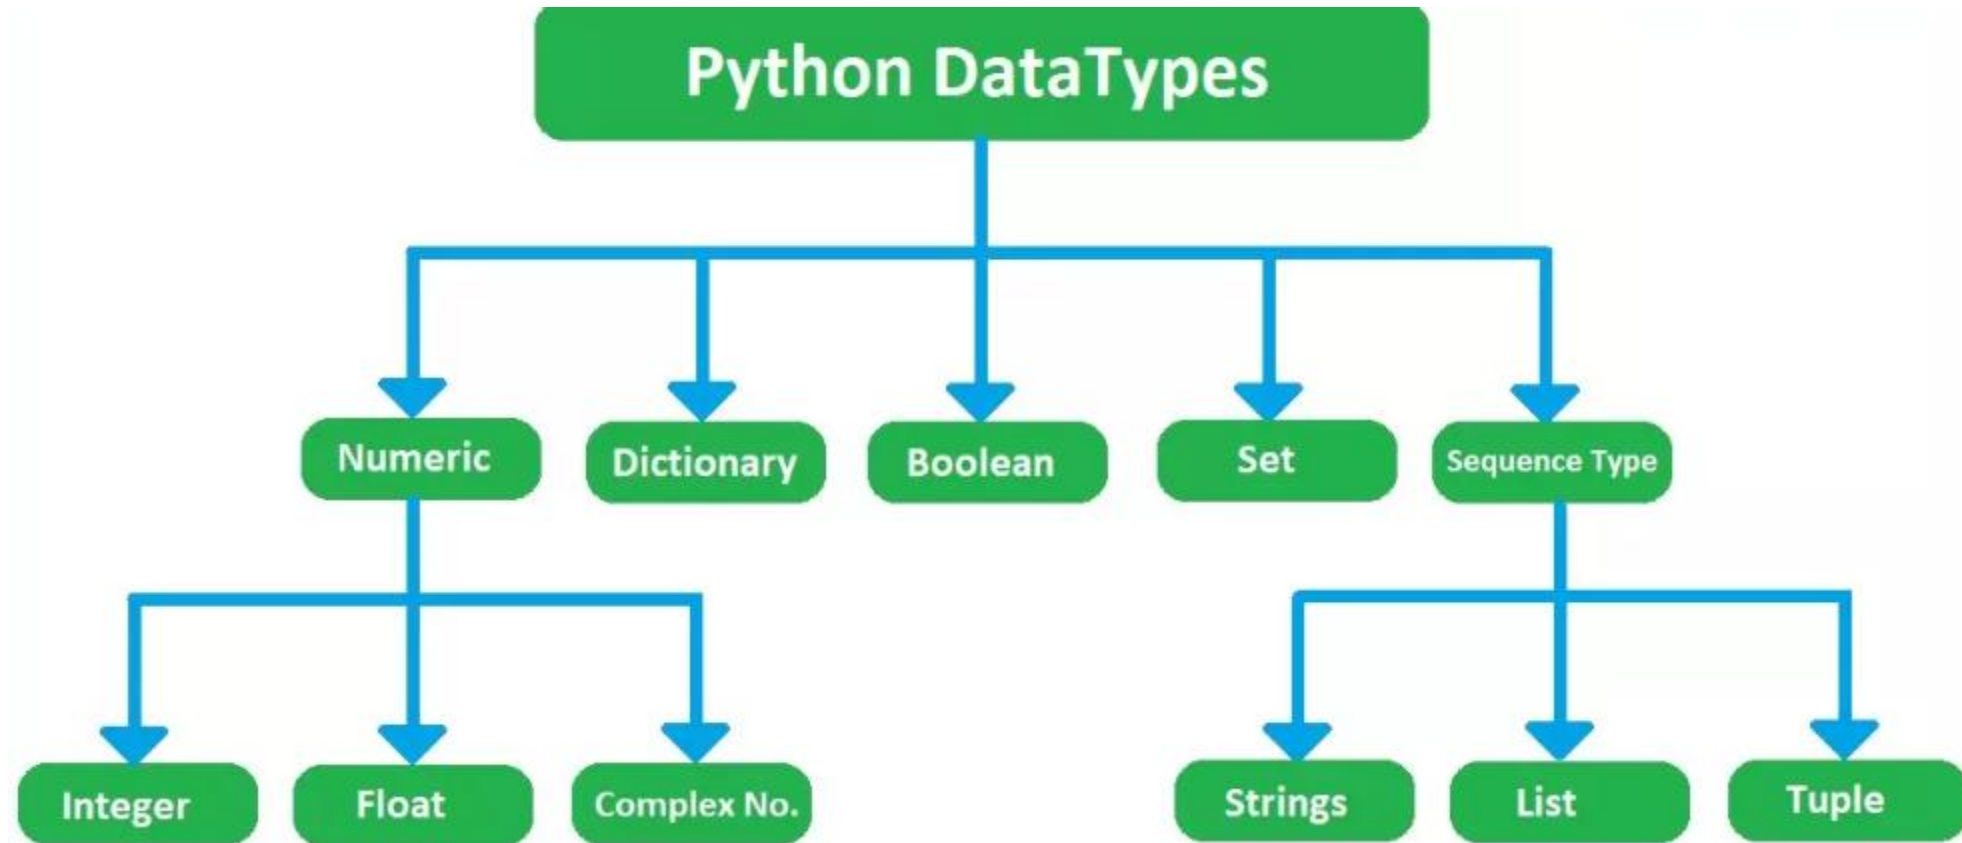 Python DataTypes
Numeric
Dictionary
Boolean
Set
Sequence Type
Integer
Float
Complex No.
Strings
List
Tuple